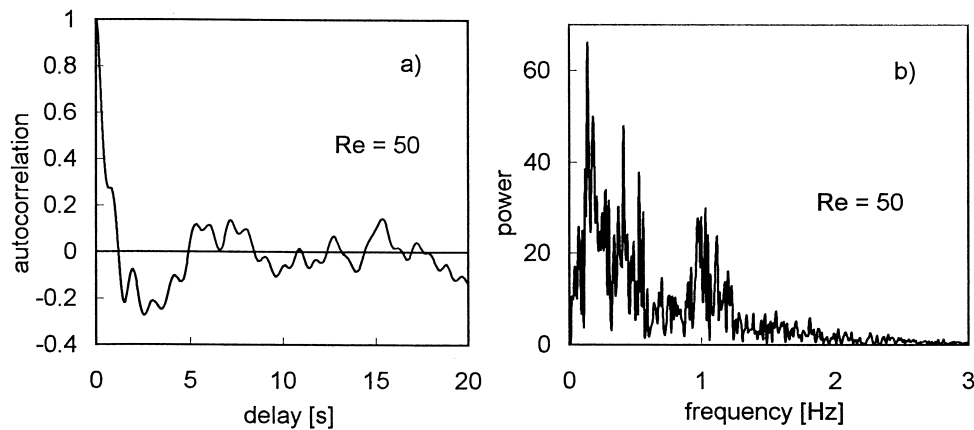 1
0.8
0.6
0.4
0.2
0
-0.2
-0.4
autocorrelation
a)
Re = 50
0 5 10 15 20
delay [s]
60
40
20
0
power
b)
Re = 50
0 1 2 3
frequency [Hz]